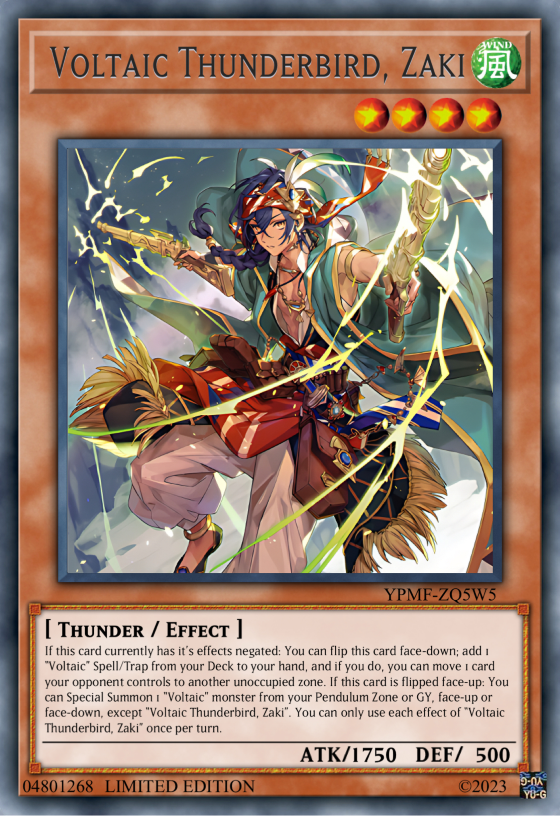 Voltaic Thunderbird, Zaki
WIND
風
YPMF-ZQ5W5
[ Thunder / Effect ]
If this card currently has it's effects negated: You can flip this card face-down; add 1
"Voltaic" Spell/Trap from your Deck to your hand, and if you do, you can move 1 card
your opponent controls to another unoccupied zone. If this card is flipped face-up: You
can Special Summon 1 "Voltaic" monster from your Pendulum Zone or GY, face-up or
face-down, except "Voltaic Thunderbird, Zaki". You can only use each effect of "Voltaic
Thunderbird, Zaki" once per turn.
ATK/1750 DEF/ 500
04801268 LIMITED EDITION
©2023
YU-G
YU-G